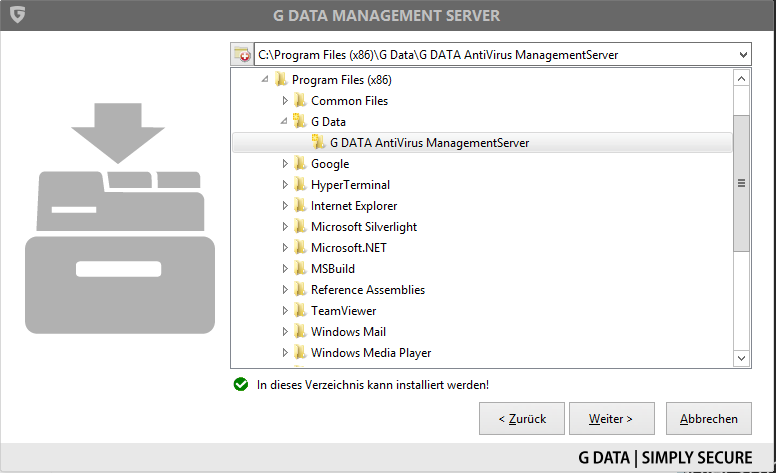 G DATA MANAGEMENT SERVER
C:\Program Files (x86)\G Data\G DATA AntiVirus ManagementServer
Program Files (x86)
Common Files
G Data
G DATA AntiVirus ManagementServer
Google
HyperTerminal
Internet Explorer
Microsoft Silverlight
Microsoft.NET
MSBuild
Reference Assemblies
TeamViewer
Windows Mail
Windows Media Player
In dieses Verzeichnis kann installiert werden!
< Zurück
Weiter >
Abbrechen
G DATA | SIMPLY SECURE